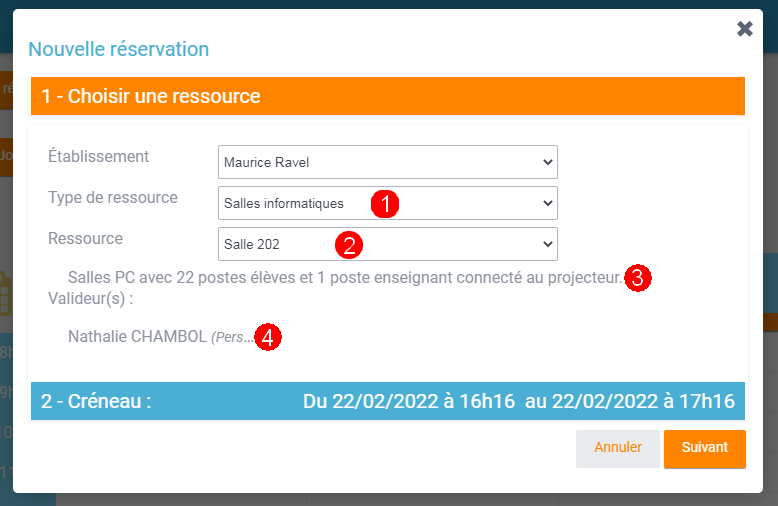 Nouvelle réservation
1 - Choisir une ressource
Établissement Maurice Ravel
Type de ressource Salles informatiques 1
Ressource Salle 202 2
Salles PC avec 22 postes élèves et 1 poste enseignant connecté au projecteur. 3
Valideur(s) :
Nathalie CHAMBOL (Pers... 4
2 - Créneau : Du 22/02/2022 à 16h16 au 22/02/2022 à 17h16
Annuler Suivant